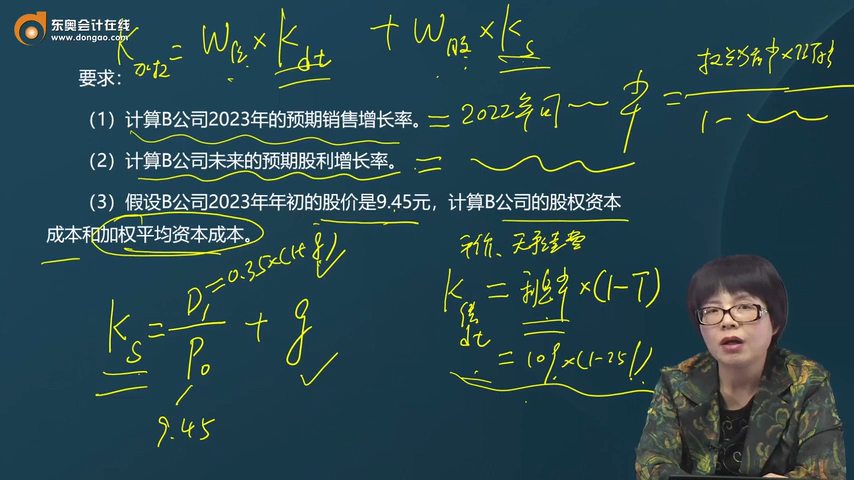 东奥会计在线
www.dongao.com
K加权 = W债 × Kdt + W股 × Ks
要求:
(1)计算B公司2023年的预期销售增长率。
= 2022年可 〜 率 =
1-
(2)计算B公司未来的预期股利增长率。
=
(3)假设B公司2023年年初的股价是9.45元,计算B公司的股权资本
成本和加权平均资本成本。
平价、无手续费
D1 = 0.35×(1+g)
Ks = D1/P0 + g
9.45
K债dt = 利息率 ×(1-T)
= 10%×(1-25%)